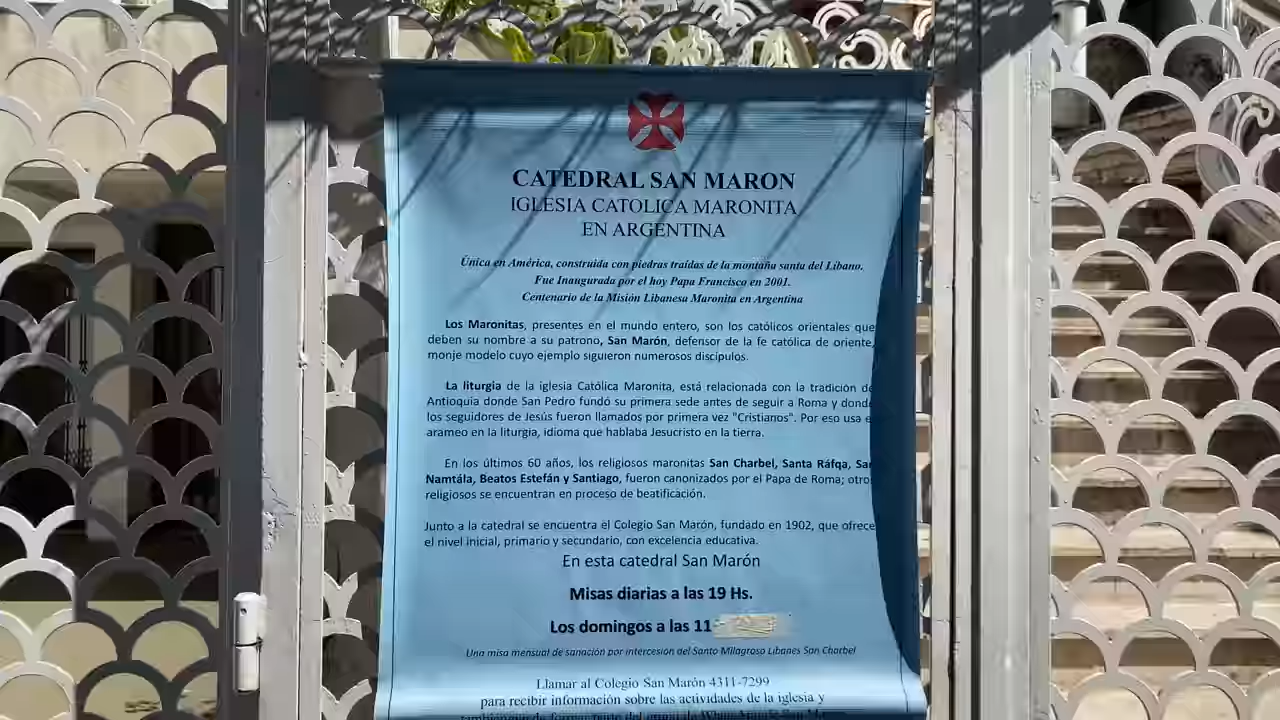 CATEDRAL SAN MARON
IGLESIA CATOLICA MARONITA
EN ARGENTINA
Única en América, construida con piedras traídas de la montaña santa del Líbano.
Fue Inaugurada por el hoy Papa Francisco en 2001.
Centenario de la Misión Libanesa Maronita en Argentina
Los Maronitas, presentes en el mundo entero, son los católicos orientales que
deben su nombre a su patrono, San Marón, defensor de la fe católica de oriente,
monje modelo cuyo ejemplo siguieron numerosos discípulos.
La liturgia de la iglesia Católica Maronita, está relacionada con la tradición de
Antioquia donde San Pedro fundó su primera sede antes de seguir a Roma y donde
los seguidores de Jesús fueron llamados por primera vez "Cristianos". Por eso usa
arameo en la liturgia, idioma que hablaba Jesucristo en la tierra.
En los últimos 60 años, los religiosos maronitas San Charbel, Santa Ráfqa,
Namtála, Beatos Estefán y Santiago, fueron canonizados por el Papa de Roma;
religiosos se encuentran en proceso de beatificación.
Junto a la catedral se encuentra el Colegio San Marón, fundado en 1902, que ofrece
el nivel inicial, primario y secundario, con excelencia educativa.
En esta catedral San Marón
Misas diarias a las 19 Hs.
Los domingos a las 11
Una misa mensual de sanación por intercesión del Santo Milagroso Libanes San Charbel
Llamar al Colegio San Marón 4311-7299
para recibir información sobre las actividades de la iglesia y